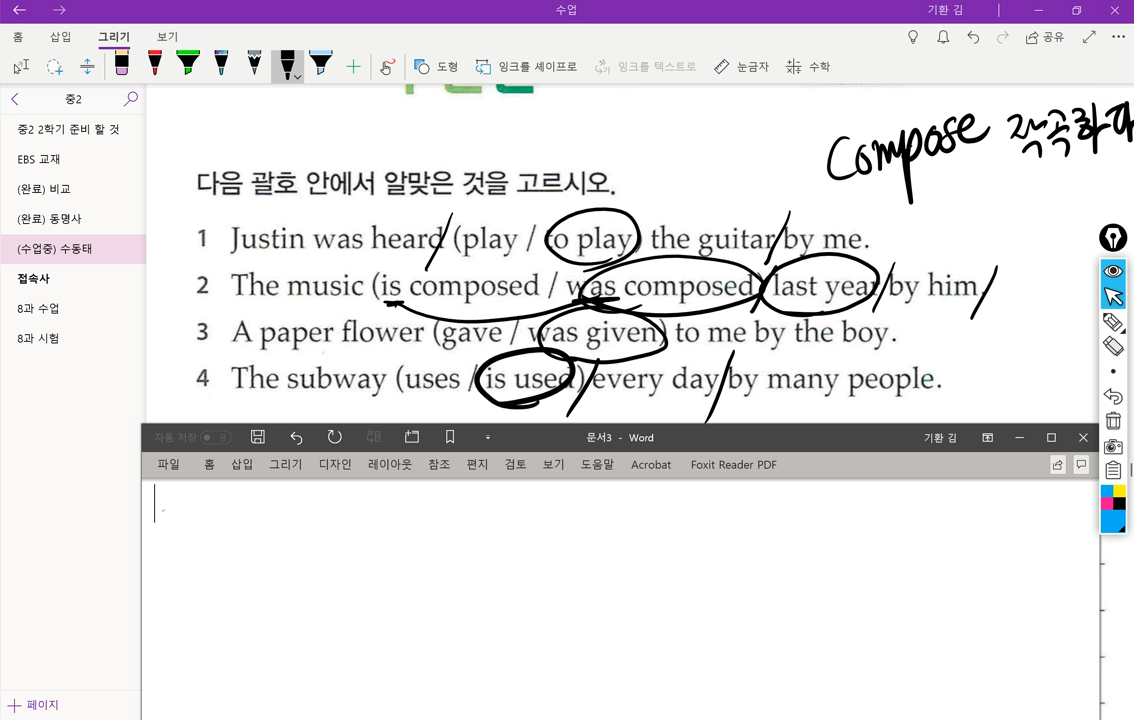 수업
기환 김
홈 삽입 그리기 보기
공유
도형 잉크를 셰이프로 잉크를 텍스트로 눈금자 수학
중2
중2 2학기 준비 할 것
EBS 교재
(완료) 비교
(완료) 동명사
(수업중) 수동태
접속사
8과 수업
8과 시험
페이지
Compose 작곡하다
다음 괄호 안에서 알맞은 것을 고르시오.
1 Justin was heard (play / to play) the guitar by me.
2 The music (is composed / was composed) last year by him.
3 A paper flower (gave / was given) to me by the boy.
4 The subway (uses / is used) every day by many people.
자동 저장 문서3 - Word 기환 김
파일 홈 삽입 그리기 디자인 레이아웃 참조 편지 검토 보기 도움말 Acrobat Foxit Reader PDF